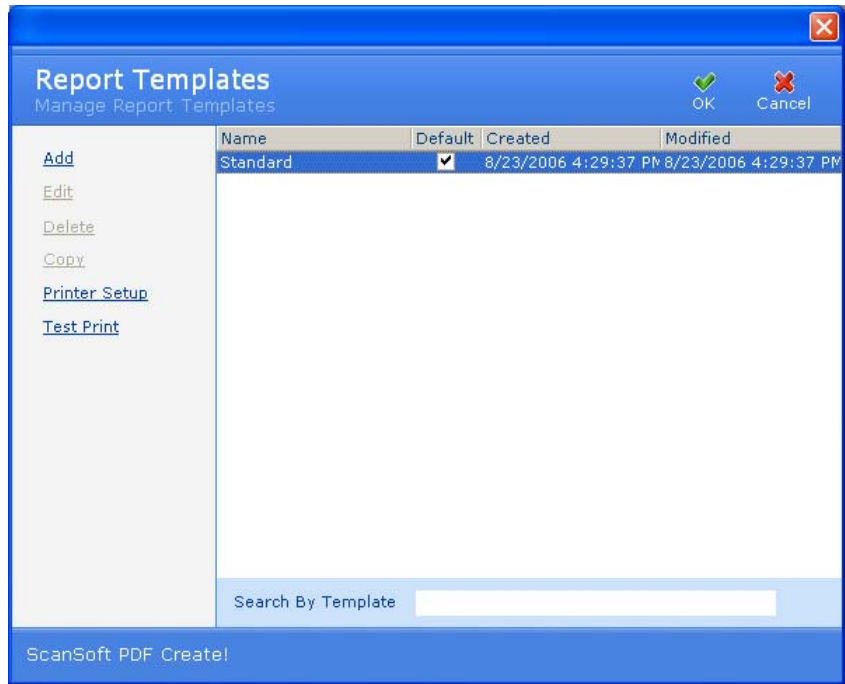 Report Templates
Manage Report Templates
OK
Cancel
Add
Edit
Delete
Copy
Printer Setup
Test Print
Name Default Created Modified
Standard 8/23/2006 4:29:37 PM 8/23/2006 4:29:37 PM
Search By Template
ScanSoft PDF Create!